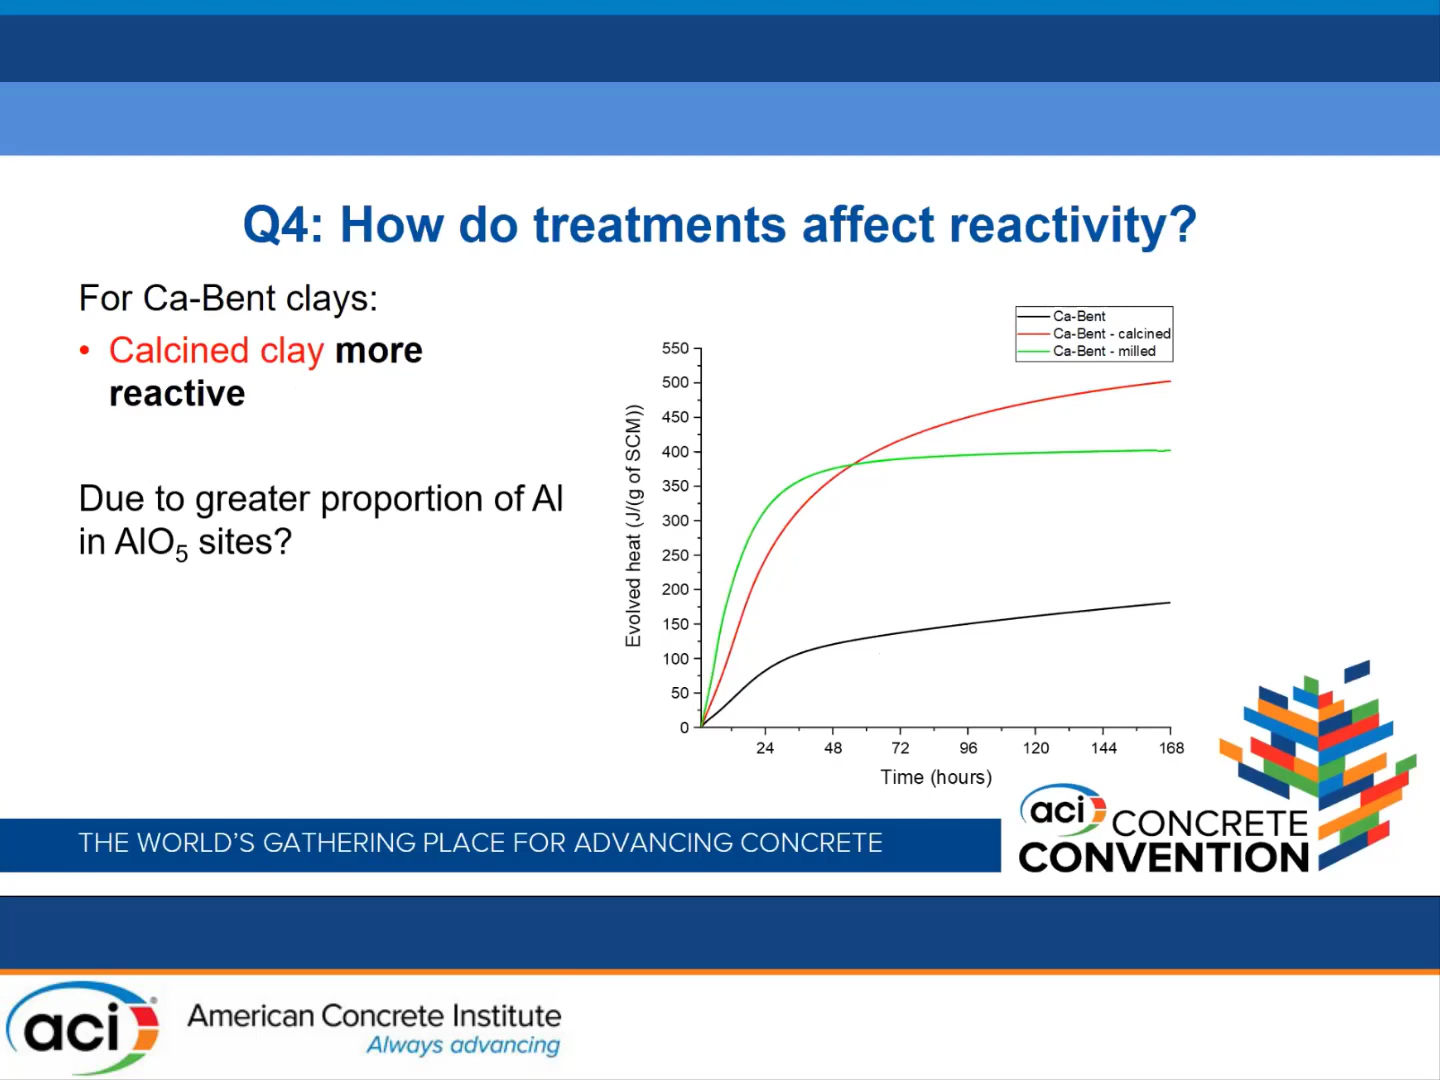 Q4: How do treatments affect reactivity?
For Ca-Bent clays:
• Calcined clay more
reactive
Due to greater proportion of Al
in AlO5 sites?
Ca-Bent
Ca-Bent - calcined
Ca-Bent - milled
Evolved heat (J/(g of SCM))
550
500
450
400
350
300
250
200
150
100
50
0
24 48 72 96 120 144 168
Time (hours)
THE WORLD'S GATHERING PLACE FOR ADVANCING CONCRETE
aci CONCRETE
CONVENTION
aci
American Concrete Institute
Always advancing